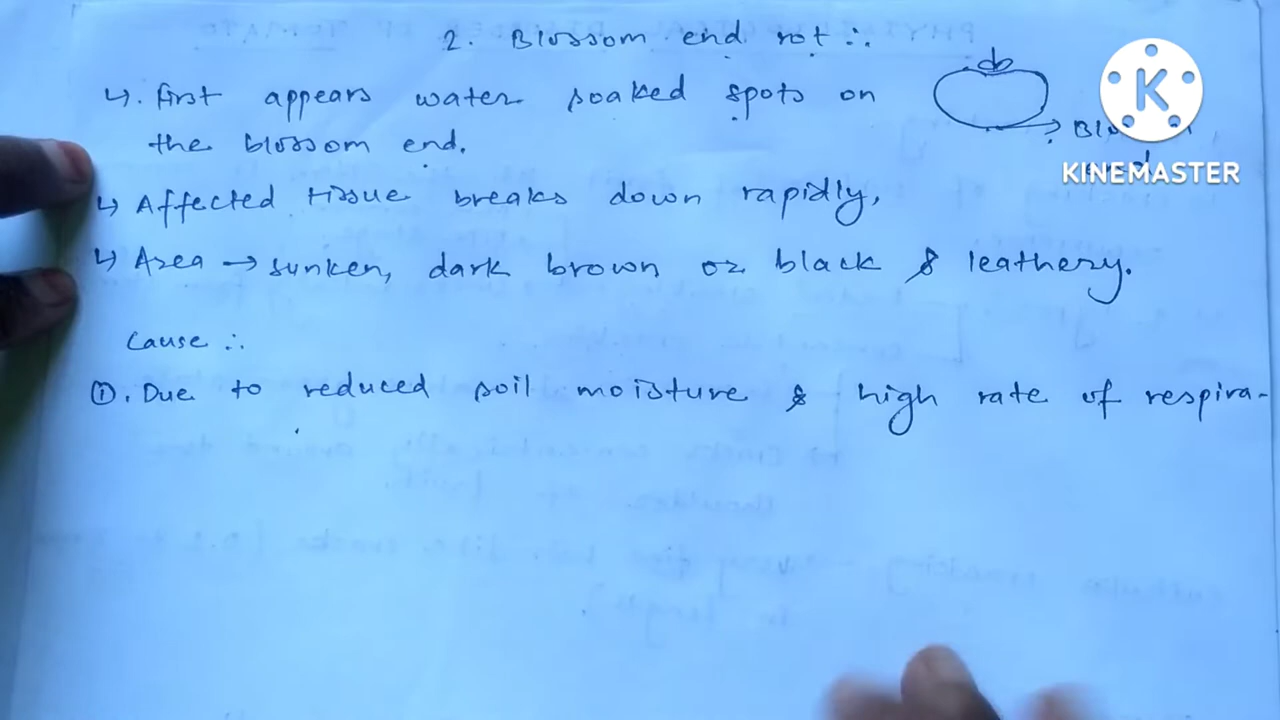 2. Blossom end rot :.
↳. First appears water soaked spots on
the blossom end.
↳ Affected tissue breaks down rapidly,
↳ Area → sunken, dark brown or black & leathery.
Cause :.
①. Due to reduced soil moisture & high rate of respira-
KINEMASTER